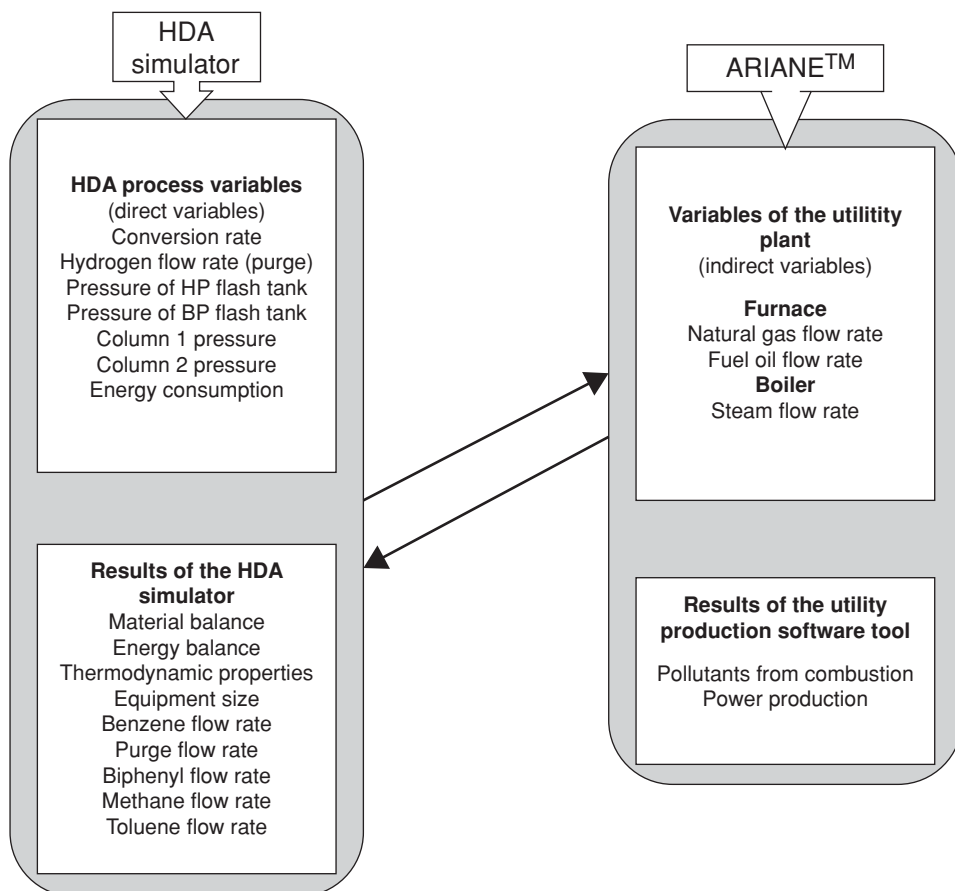 HDA
simulator
HDA process variables
(direct variables)
Conversion rate
Hydrogen flow rate (purge)
Pressure of HP flash tank
Pressure of BP flash tank
Column 1 pressure
Column 2 pressure
Energy consumption
Results of the HDA
simulator
Material balance
Energy balance
Thermodynamic properties
Equipment size
Benzene flow rate
Purge flow rate
Biphenyl flow rate
Methane flow rate
Toluene flow rate
ARIANE™
Variables of the utilitity
plant
(indirect variables)
Furnace
Natural gas flow rate
Fuel oil flow rate
Boiler
Steam flow rate
Results of the utility
production software tool
Pollutants from combustion
Power production